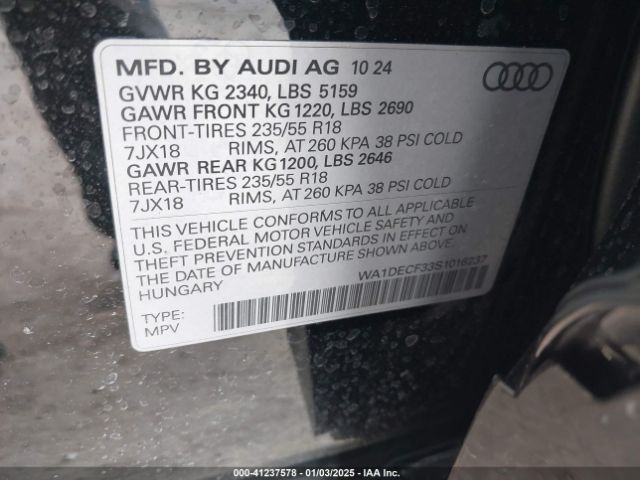 MFD. BY AUDI AG 10 24
GVWR KG 2340, LBS 5159
GAWR FRONT KG 1220, LBS 2690
FRONT-TIRES 235/55 R18
7JX18 RIMS, AT 260 KPA 38 PSI COLD
GAWR REAR KG 1200, LBS 2646
REAR-TIRES 235/55 R18
7JX18 RIMS, AT 260 KPA 38 PSI COLD
THIS VEHICLE CONFORMS TO ALL APPLICABLE
U.S. FEDERAL MOTOR VEHICLE SAFETY AND
THEFT PREVENTION STANDARDS IN EFFECT ON
THE DATE OF MANUFACTURE SHOWN ABOVE.
HUNGARY
WA1DECF33S1016237
TYPE:
MPV
000-41237578 - 01/03/2025 - IAA Inc.